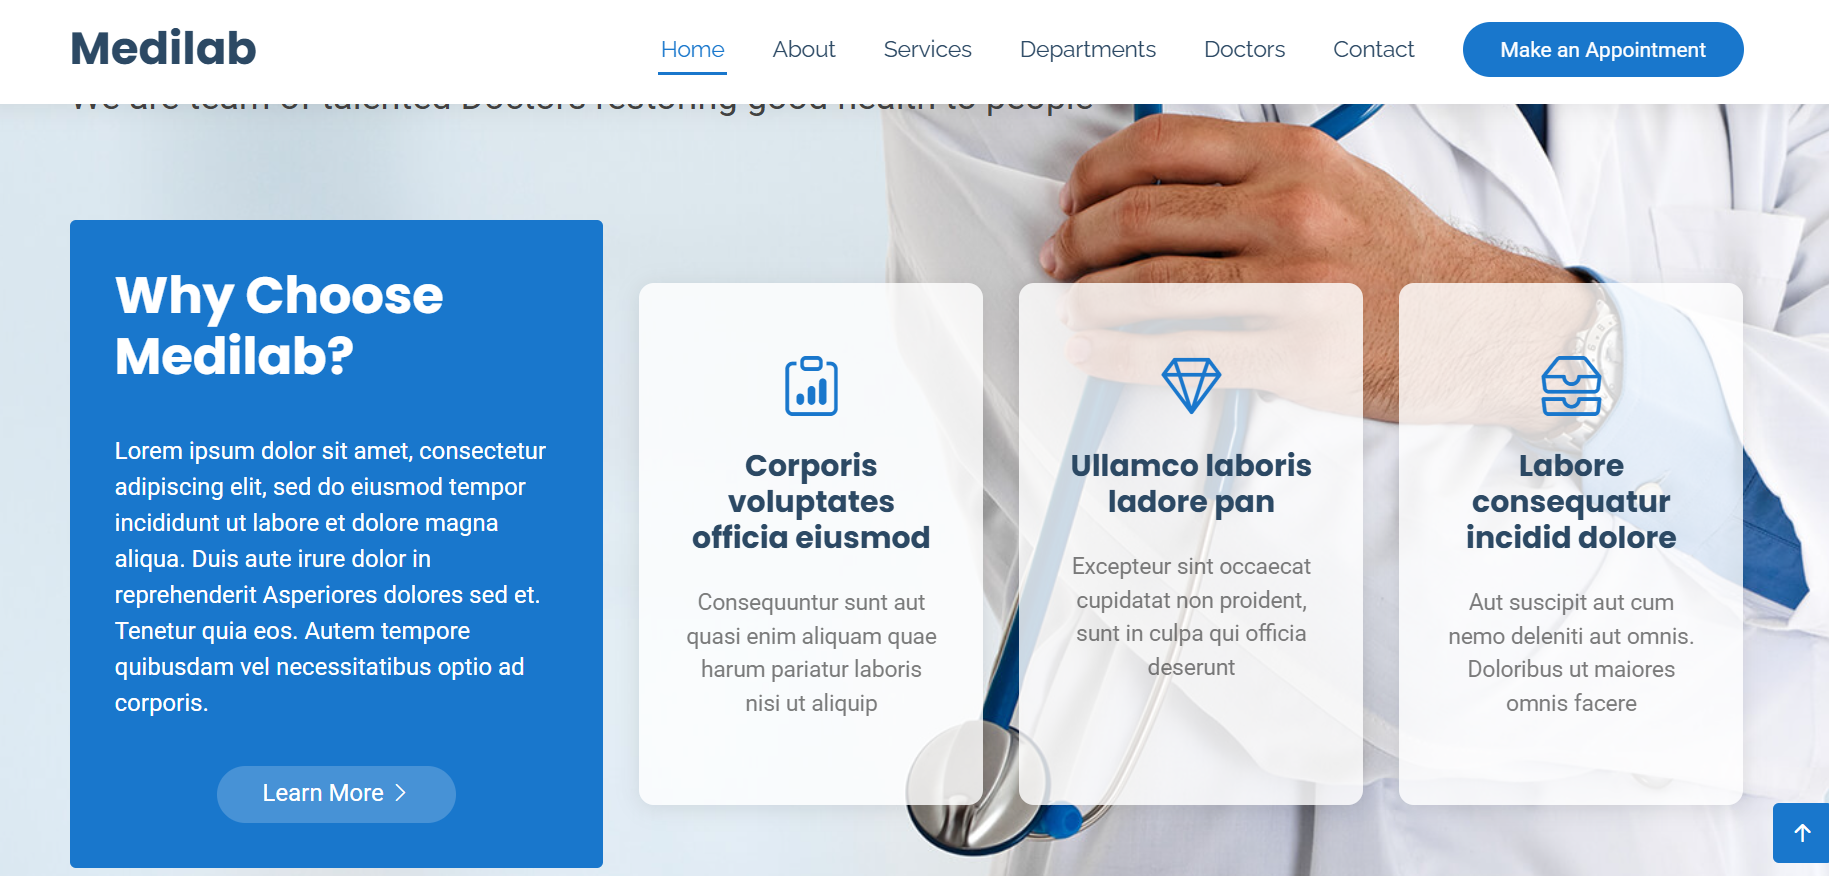 Medilab
Home About Services Departments Doctors Contact Make an Appointment
We are team of talented Doctors restoring good health to people
Why Choose
Medilab?
Lorem ipsum dolor sit amet, consectetur
adipiscing elit, sed do eiusmod tempor
incididunt ut labore et dolore magna
aliqua. Duis aute irure dolor in
reprehenderit Asperiores dolores sed et.
Tenetur quia eos. Autem tempore
quibusdam vel necessitatibus optio ad
corporis.
Learn More
Corporis
voluptates
officia eiusmod
Consequuntur sunt aut
quasi enim aliquam quae
harum pariatur laboris
nisi ut aliquip
Ullamco laboris
ladore pan
Excepteur sint occaecat
cupidatat non proident,
sunt in culpa qui officia
deserunt
Labore
consequatur
incidid dolore
Aut suscipit aut cum
nemo deleniti aut omnis.
Doloribus ut maiores
omnis facere